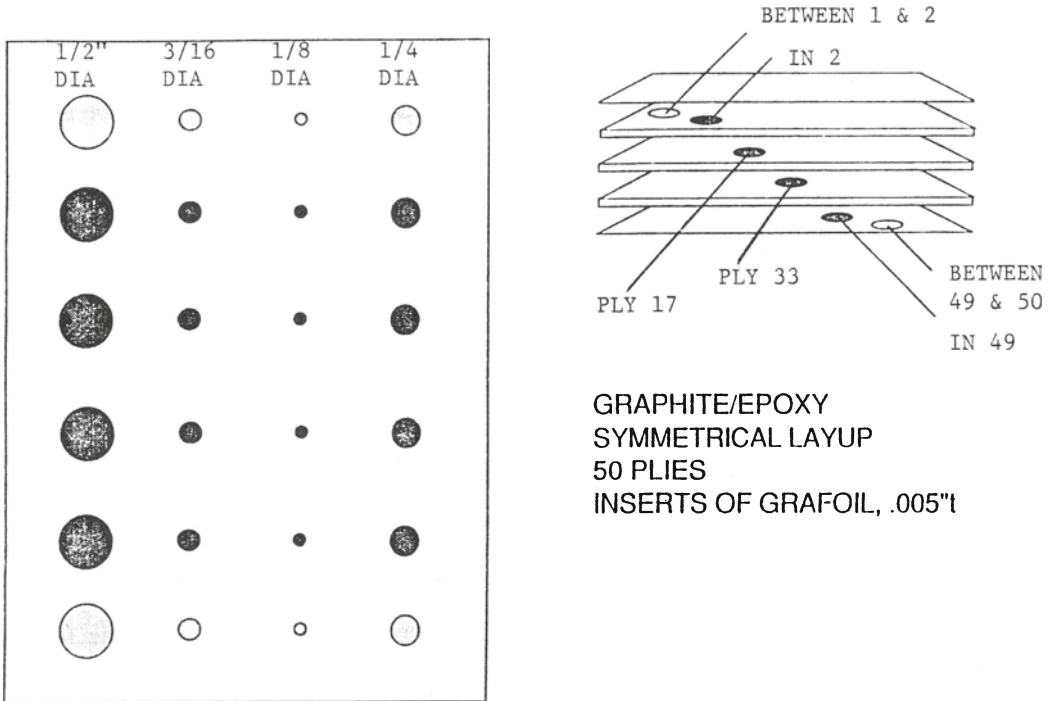 1/2" 3/16 1/8 1/4
DIA DIA DIA DIA
BETWEEN 1 & 2
IN 2
PLY 33
PLY 17
BETWEEN
49 & 50
IN 49
GRAPHITE/EPOXY
SYMMETRICAL LAYUP
50 PLIES
INSERTS OF GRAFOIL, .005"t